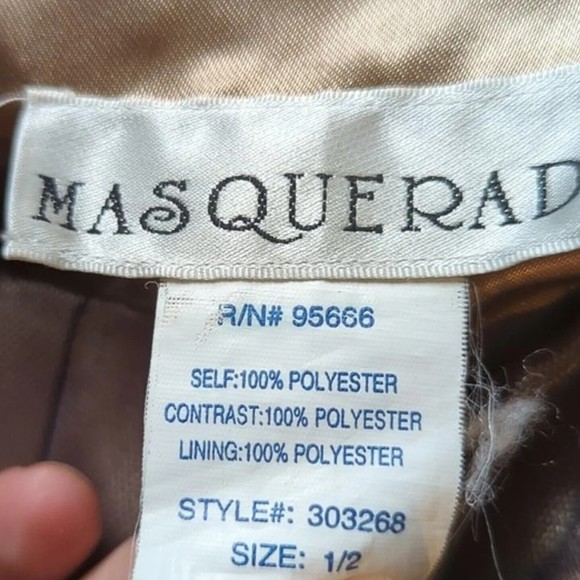 MASQUERAD
R/N# 95666
SELF:100% POLYESTER
CONTRAST:100% POLYESTER
LINING:100% POLYESTER
STYLE#: 303268
SIZE: 1/2